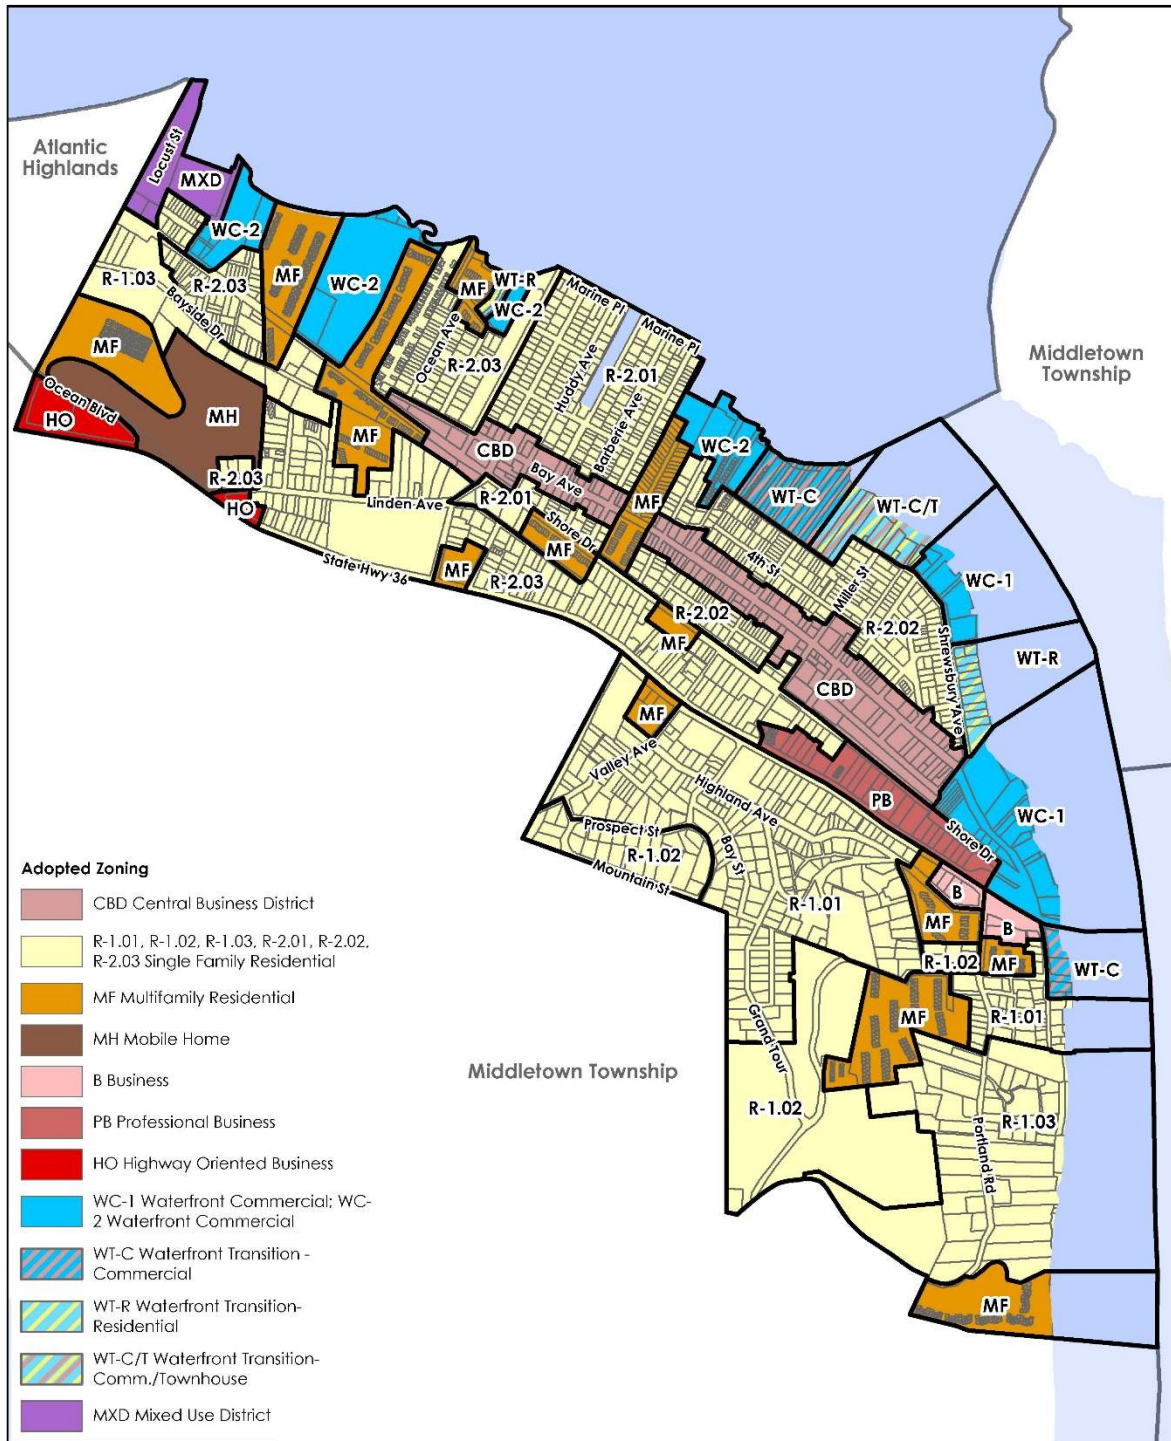 Atlantic
Highlands
Locust St
MXD
WC-2
R-1.03
R-2.03
MF
WC-2
MF
WT-R
WC-2
Marine Pl
Marine Pl
Bayside Dr
MF
Ocean Ave
R-2.03
Huddy Ave
R-2.01
Barberie Ave
Middletown
Township
Ocean Blvd
HO
MH
MF
CBD
Bay Ave
WC-2
R-2.03
HO
Linden Ave
R-2.01
Shore Dr
MF
WT-C
WT-C/T
State Hwy 36
MF
R-2.03
MF
4th St
Miller St
WC-1
R-2.02
R-2.02
MF
Shrewsbury Ave
WT-R
CBD
MF
Valley Ave
Highland Ave
PB
WC-1
Prospect St
R-1.02
Bay St
Shore Dr
Mountain St
R-1.01
B
MF
B
R-1.02
MF
WT-C
MF
R-1.01
Grand Tour
Middletown Township
R-1.02
R-1.03
Portland Rd
MF
Adopted Zoning
CBD Central Business District
R-1.01, R-1.02, R-1.03, R-2.01, R-2.02,
R-2.03 Single Family Residential
MF Multifamily Residential
MH Mobile Home
B Business
PB Professional Business
HO Highway Oriented Business
WC-1 Waterfront Commercial; WC-
2 Waterfront Commercial
WT-C Waterfront Transition -
Commercial
WT-R Waterfront Transition-
Residential
WT-C/T Waterfront Transition-
Comm./Townhouse
MXD Mixed Use District